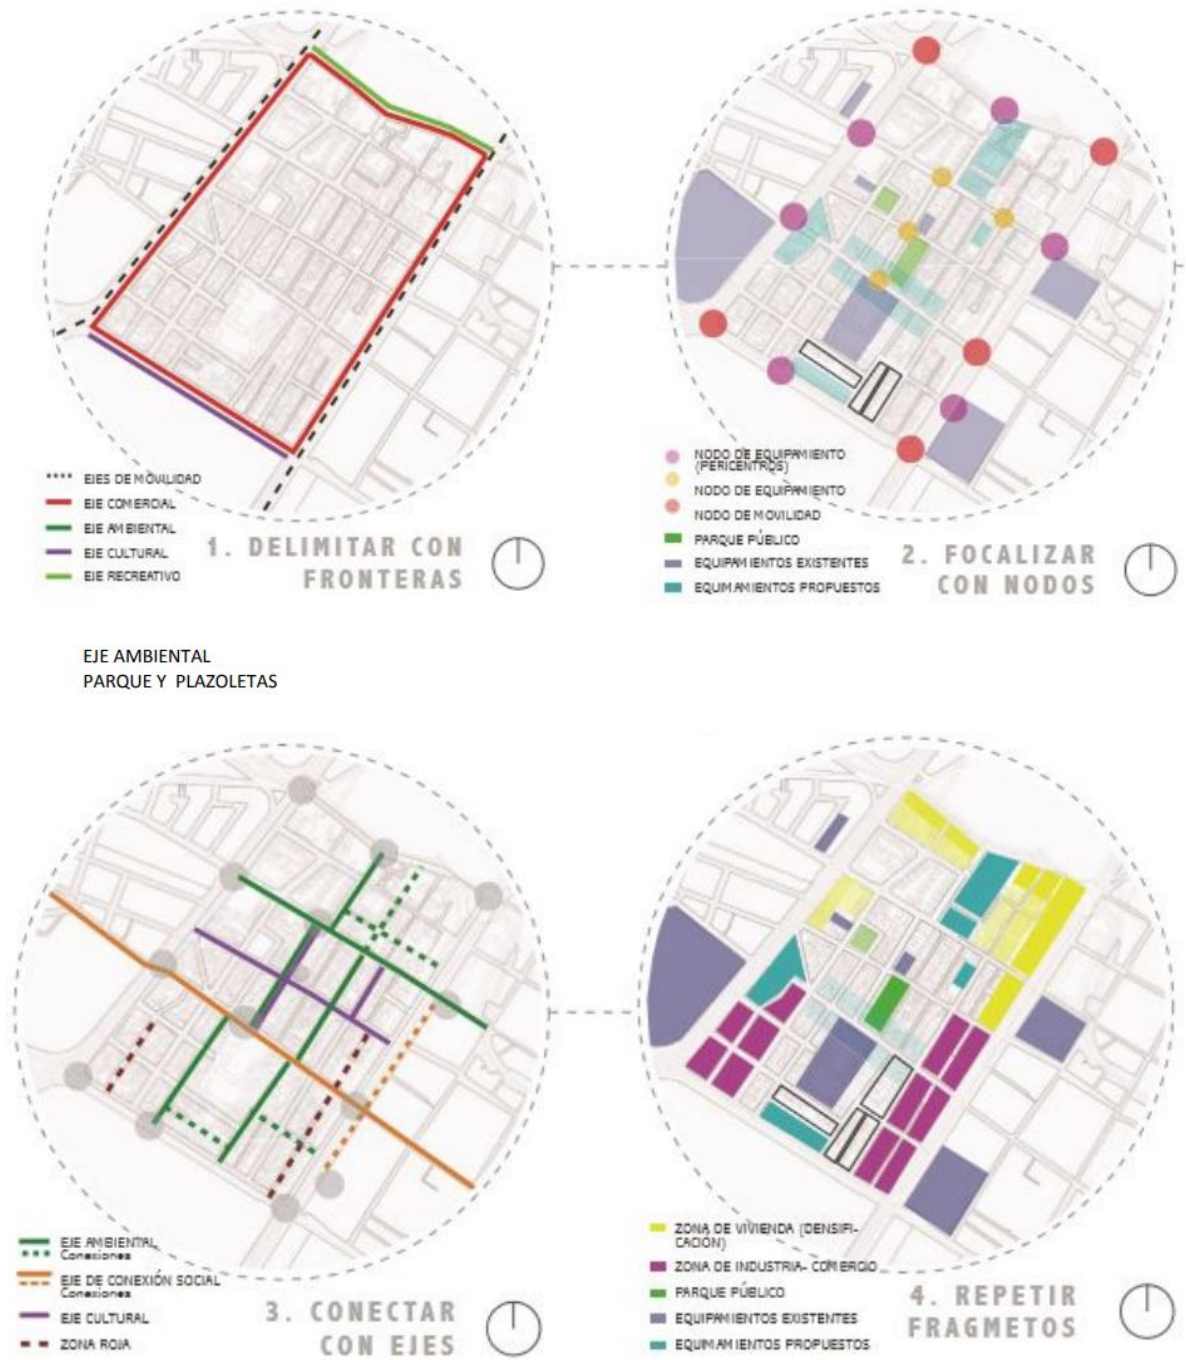 EJES DE MOVILIDAD
EJE COMERCIAL
EJE AMBIENTAL
EJE CULTURAL
EJE RECREATIVO
1. DELIMITAR CON
FRONTERAS
NODO DE EQUIPAMIENTO
(PERICENTROS)
NODO DE EQUIPAMIENTO
NODO DE MOVILIDAD
PARQUE PÚBLICO
EQUIPAMIENTOS EXISTENTES
EQUIMAMIENTOS PROPUESTOS
2. FOCALIZAR
CON NODOS
EJE AMBIENTAL
PARQUE Y PLAZOLETAS
EJE AMBIENTAL
Conexiones
EJE DE CONEXIÓN SOCIAL
Conexiones
EJE CULTURAL
ZONA ROJA
3. CONECTAR
CON EJES
ZONA DE VIVIENDA (DENSIFI-
CACIÓN)
ZONA DE INDUSTRIA- COMERCIO
PARQUE PÚBLICO
EQUIPAMIENTOS EXISTENTES
EQUIMAMIENTOS PROPUESTOS
4. REPETIR
FRAGMETOS